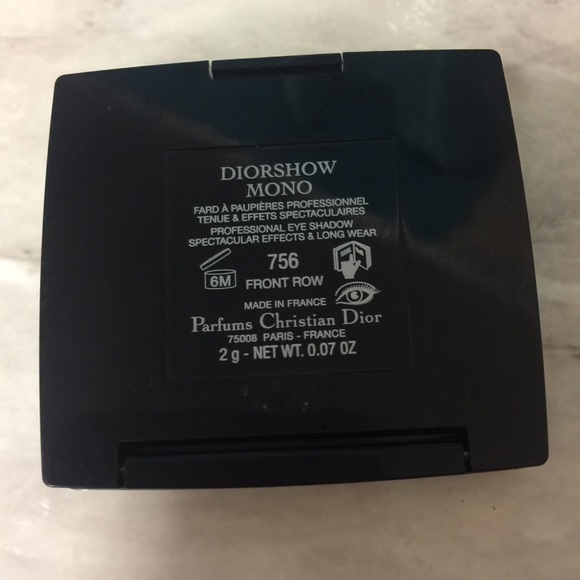 DIORSHOW
MONO
FARD À PAUPIÈRES PROFESSIONNEL
TENUE & EFFETS SPECTACULAIRES
PROFESSIONAL EYE SHADOW
SPECTACULAR EFFECTS & LONG WEAR
756
6M
FRONT ROW
MADE IN FRANCE
Parfums Christian Dior
75008 PARIS - FRANCE
2 g - NET WT. 0.07 OZ